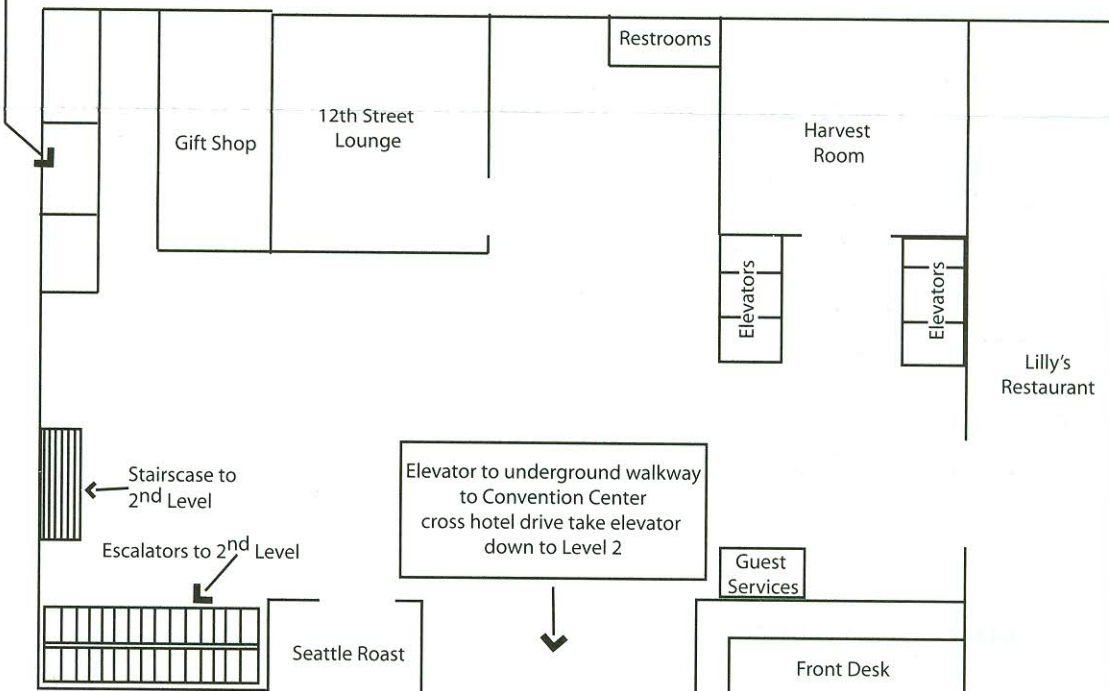 Restrooms
Gift Shop
12th Street
Lounge
Harvest
Room
Elevators
Elevators
Lilly's
Restaurant
Stairscase to
2nd Level
Elevator to underground walkway
to Convention Center
cross hotel drive take elevator
down to Level 2
Escalators to 2nd Level
Guest
Services
Seattle Roast
Front Desk